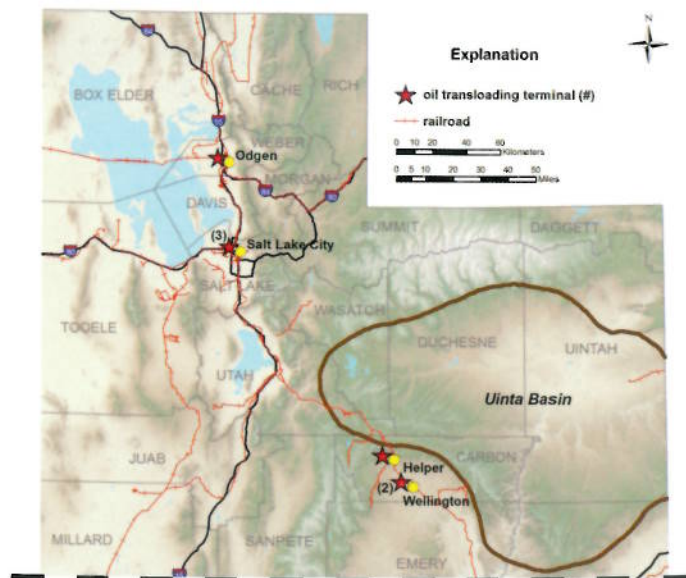 N
Explanation
oil transloading terminal (#)
railroad
0 10 20 40 60
Kilometers
0 5 10 20 30 40 50
Miles
BOX ELDER
CACHE
RICH
WEBER
Odgen
MORGAN
DAVIS
(3)
Salt Lake City
SUMMIT
DAGGETT
SALT LAKE
WASATCH
TOOELE
DUCHESNE
UINTAH
UTAH
Uinta Basin
JUAB
CARBON
Helper
(2)
Wellington
MILLARD
SANPETE
EMERY